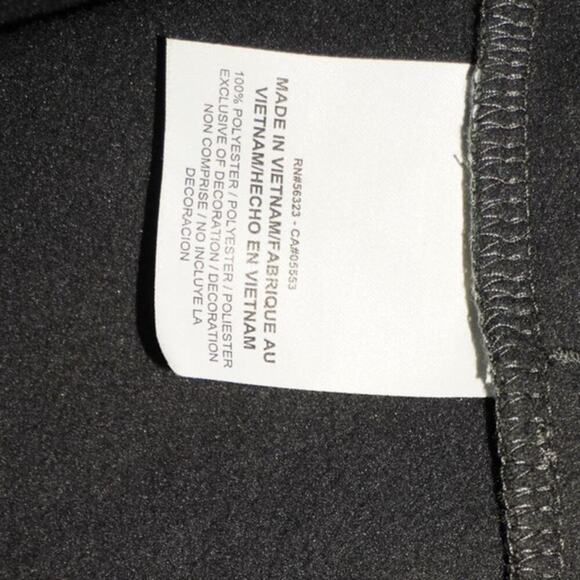 RN#56323 - CA#05553
MADE IN VIETNAM/FABRIQUE AU
VIETNAM/HECHO EN VIETNAM
100% POLYESTER / POLYESTER / POLIESTER
EXCLUSIVE OF DECORATION / DECORATION
NON COMPRISE / NO INCLUYE LA
DECORACION